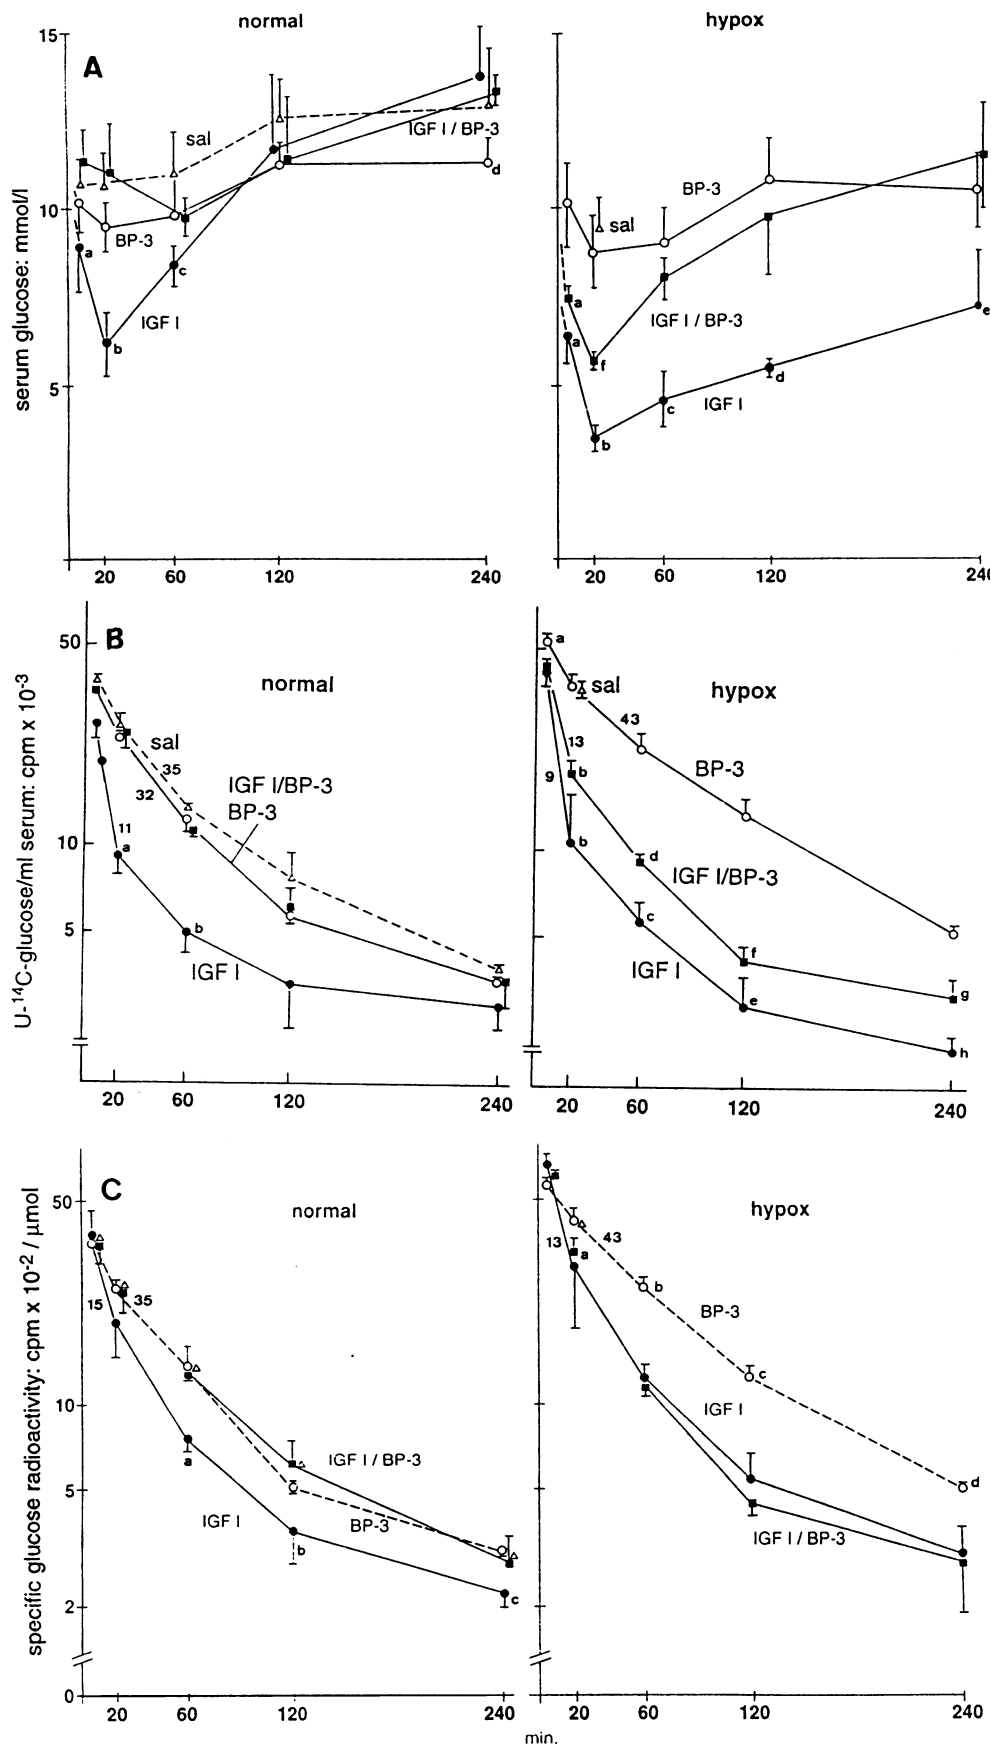 normal
hypox
15
A
sal
IGF I / BP-3
d
10
BP-3
a
c
IGF I
b
5
serum glucose: mmol/l
20
60
120
240
BP-3
sal
a
IGF I / BP-3
a
f
e
d
c
IGF I
b
20
60
120
240
50
B
normal
sal
35
32
IGF I/BP-3
BP-3
11
10
a
5
b
IGF I
U-¹⁴C-glucose/ml serum: cpm x 10⁻³
20
60
120
240
a
sal
hypox
43
13
b
9
BP-3
b
d
IGF I/BP-3
c
f
IGF I
g
e
h
20
60
120
240
50
C
normal
15
35
10
a
IGF I / BP-3
5
IGF I
BP-3
b
c
2
0
specific glucose radioactivity: cpm x 10⁻² / µmol
20
60
120
240
hypox
13
43
a
b
BP-3
c
IGF I
d
IGF I / BP-3
20
60
120
240
min.